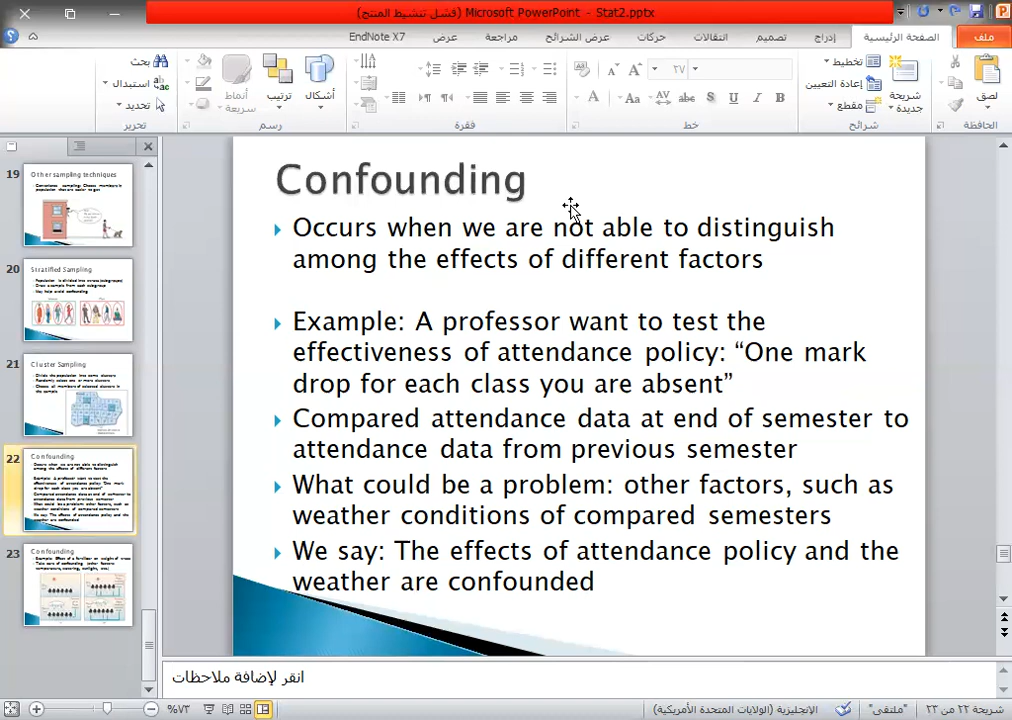 Microsoft PowerPoint - Stat2.pptx (فشل تنشيط المنتج)
ملف
الصفحة الرئيسية
إدراج
تصميم
انتقالات
حركات
عرض الشرائح
مراجعة
عرض
EndNote X7
لصق
الحافظة
شريحة جديدة
تخطيط
إعادة التعيين
مقطع
شرائح
٢٧
خط
فقرة
أشكال
ترتيب
أنماط سريعة
رسم
بحث
استبدال
تحديد
تحرير
19
Other sampling techniques
20
Stratified Sampling
21
Cluster Sampling
22
Confounding
23
Confounding
Confounding
Occurs when we are not able to distinguish
among the effects of different factors
Example: A professor want to test the
effectiveness of attendance policy: “One mark
drop for each class you are absent”
Compared attendance data at end of semester to
attendance data from previous semester
What could be a problem: other factors, such as
weather conditions of compared semesters
We say: The effects of attendance policy and the
weather are confounded
انقر لإضافة ملاحظات
شريحة ٢٢ من ٢٣
"ملتقى"
الإنجليزية (الولايات المتحدة الأمريكية)
٧٣%